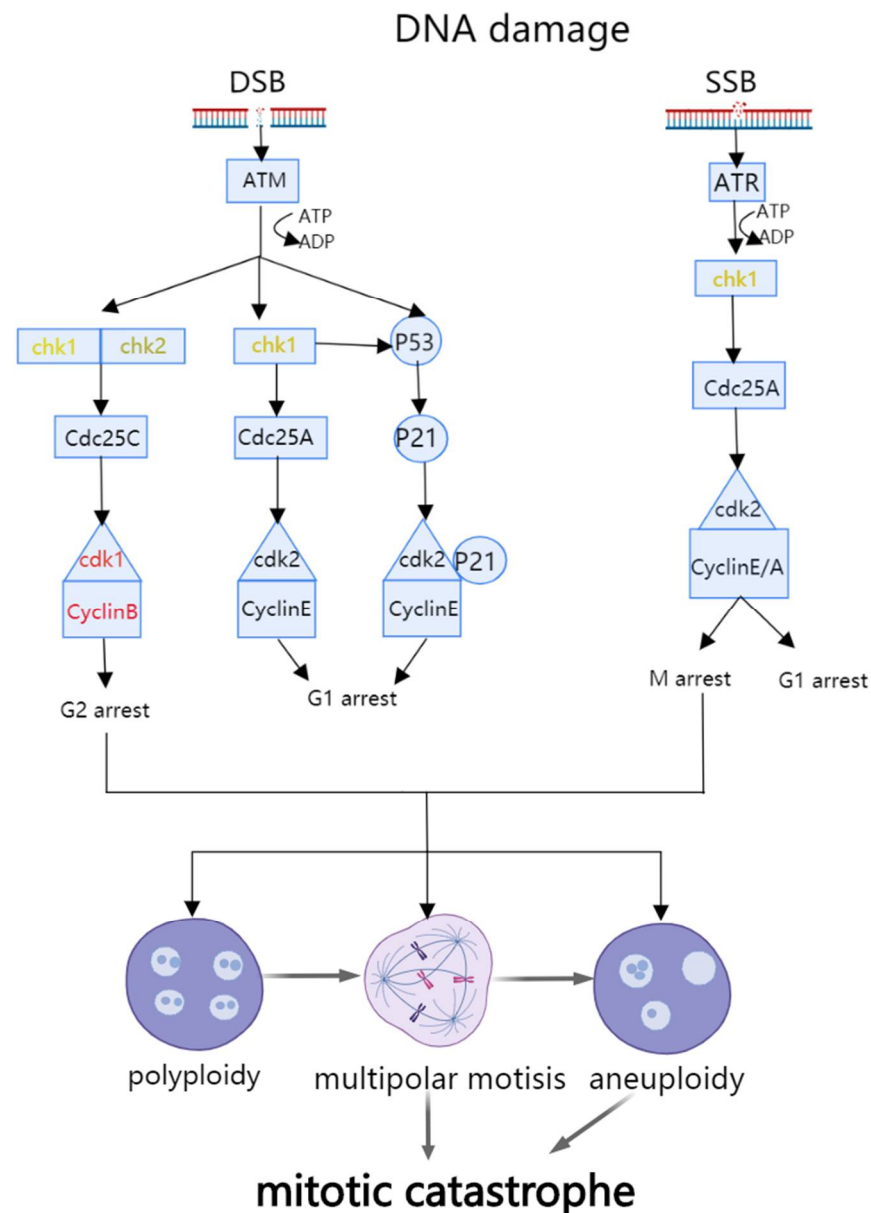 DNA damage
DSB
SSB
ATM
ATR
ATP
ADP
ATP
ADP
chk1
chk1
chk2
chk1
P53
Cdc25A
Cdc25C
Cdc25A
P21
cdk2
cdk1
cdk2
cdk2
P21
CyclinE/A
CyclinB
CyclinE
CyclinE
M arrest
G1 arrest
G2 arrest
G1 arrest
polyploidy
multipolar motisis
aneuploidy
mitotic catastrophe